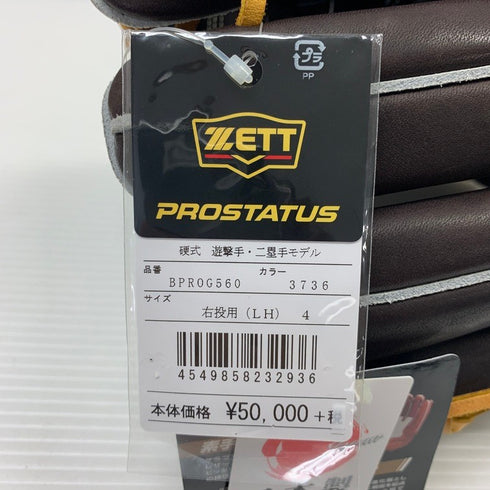 プラ
PP
ZETT
PROSTATUS
硬式 遊撃手・二塁手モデル
品番 カラー
BPROG560 3736
サイズ
右投用(LH) 4
4549858232936
本体価格 ¥50,000+税